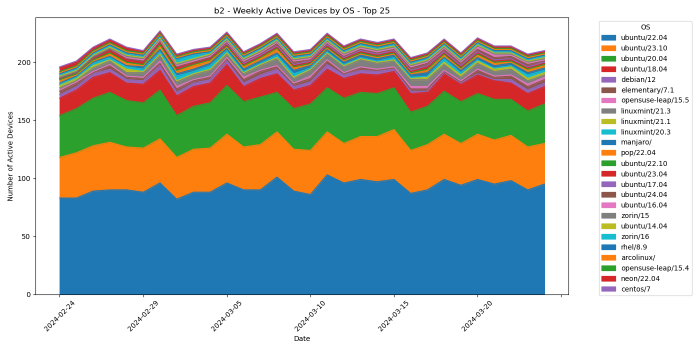 b2 - Weekly Active Devices by OS - Top 25
Number of Active Devices
200
150
100
50
0
2024-02-24
2024-02-29
2024-03-05
2024-03-10
2024-03-15
2024-03-20
Date
OS
ubuntu/22.04
ubuntu/23.10
ubuntu/20.04
ubuntu/18.04
debian/12
elementary/7.1
opensuse-leap/15.5
linuxmint/21.3
linuxmint/21.1
linuxmint/20.3
manjaro/
pop/22.04
ubuntu/22.10
ubuntu/23.04
ubuntu/17.04
ubuntu/24.04
ubuntu/16.04
zorin/15
ubuntu/14.04
zorin/16
rhel/8.9
arcolinux/
opensuse-leap/15.4
neon/22.04
centos/7